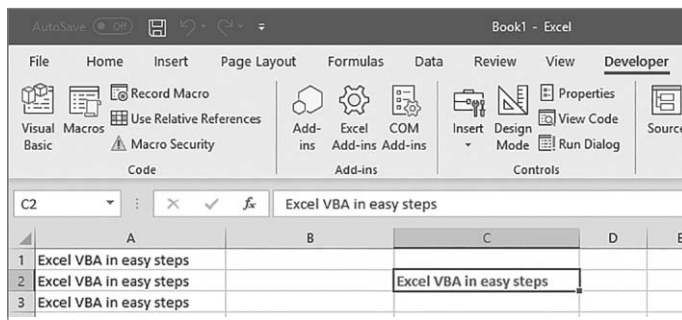 AutoSave Off Book1 - Excel
File Home Insert Page Layout Formulas Data Review View Developer
Visual Basic
Macros
Record Macro
Use Relative References
Macro Security
Code
Add-ins
Excel Add-ins
COM Add-ins
Add-ins
Insert
Design Mode
Properties
View Code
Run Dialog
Controls
Source
C2 fx Excel VBA in easy steps
A B C D E
1 Excel VBA in easy steps
2 Excel VBA in easy steps Excel VBA in easy steps
3 Excel VBA in easy steps